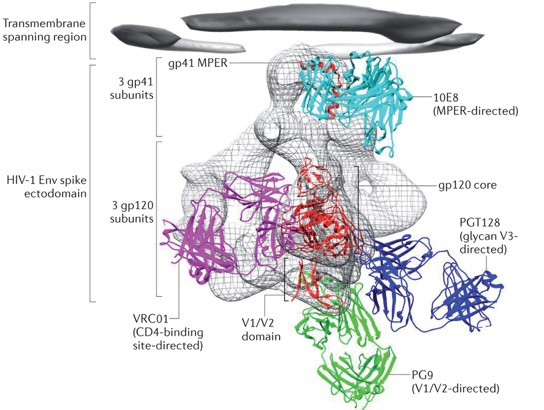 Transmembrane
spanning region
gp41 MPER
3 gp41
subunits
10E8
(MPER-directed)
HIV-1 Env spike
ectodomain
3 gp120
subunits
gp120 core
PGT128
(glycan V3-
directed)
VRC01
(CD4-binding
site-directed)
V1/V2
domain
PG9
(V1/V2-directed)